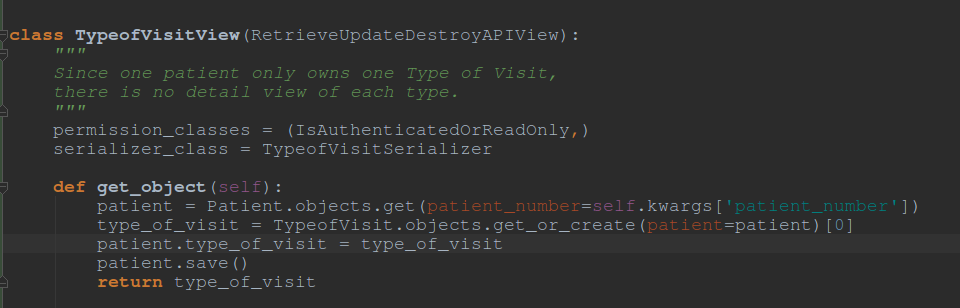 class TypeofVisitView(RetrieveUpdateDestroyAPIView):
    """
    Since one patient only owns one Type of Visit,
    there is no detail view of each type.
    """
    permission_classes = (IsAuthenticatedOrReadOnly,)
    serializer_class = TypeofVisitSerializer

    def get_object(self):
        patient = Patient.objects.get(patient_number=self.kwargs['patient_number'])
        type_of_visit = TypeofVisit.objects.get_or_create(patient=patient)[0]
        patient.type_of_visit = type_of_visit
        patient.save()
        return type_of_visit